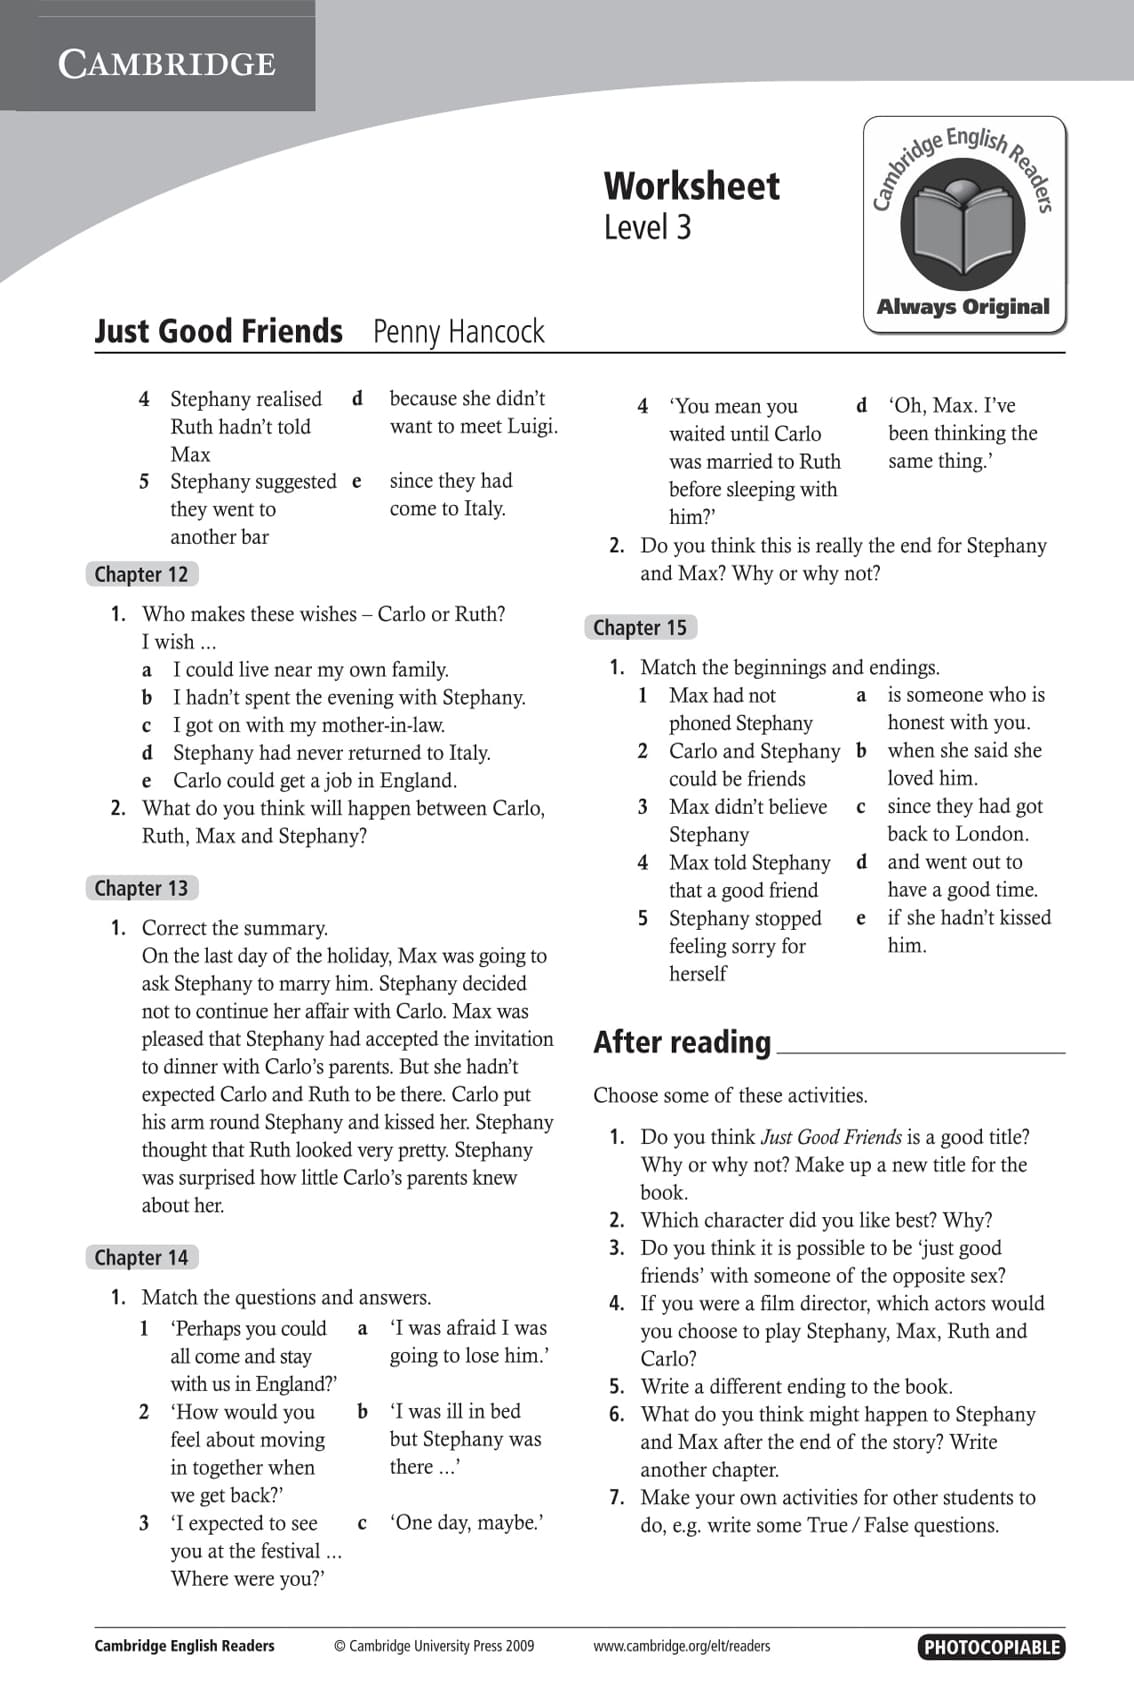 CAMBRIDGE
Worksheet
Level 3
Cambridge English Readers
Always Original
Just Good Friends Penny Hancock
4 Stephany realised d because she didn't
Ruth hadn't told want to meet Luigi.
Max
5 Stephany suggested e since they had
they went to come to Italy.
another bar
Chapter 12
1. Who makes these wishes – Carlo or Ruth?
I wish ...
a I could live near my own family.
b I hadn't spent the evening with Stephany.
c I got on with my mother-in-law.
d Stephany had never returned to Italy.
e Carlo could get a job in England.
2. What do you think will happen between Carlo,
Ruth, Max and Stephany?
Chapter 13
1. Correct the summary.
On the last day of the holiday, Max was going to
ask Stephany to marry him. Stephany decided
not to continue her affair with Carlo. Max was
pleased that Stephany had accepted the invitation
to dinner with Carlo's parents. But she hadn't
expected Carlo and Ruth to be there. Carlo put
his arm round Stephany and kissed her. Stephany
thought that Ruth looked very pretty. Stephany
was surprised how little Carlo's parents knew
about her.
Chapter 14
1. Match the questions and answers.
1 'Perhaps you could a 'I was afraid I was
all come and stay going to lose him.'
with us in England?'
2 'How would you b 'I was ill in bed
feel about moving but Stephany was
in together when there ...'
we get back?'
3 'I expected to see c 'One day, maybe.'
you at the festival ...
Where were you?'
4 'You mean you d 'Oh, Max. I've
waited until Carlo been thinking the
was married to Ruth same thing.'
before sleeping with
him?'
2. Do you think this is really the end for Stephany
and Max? Why or why not?
Chapter 15
1. Match the beginnings and endings.
1 Max had not a is someone who is
phoned Stephany honest with you.
2 Carlo and Stephany b when she said she
could be friends loved him.
3 Max didn't believe c since they had got
Stephany back to London.
4 Max told Stephany d and went out to
that a good friend have a good time.
5 Stephany stopped e if she hadn't kissed
feeling sorry for him.
herself
After reading
Choose some of these activities.
1. Do you think Just Good Friends is a good title?
Why or why not? Make up a new title for the
book.
2. Which character did you like best? Why?
3. Do you think it is possible to be 'just good
friends' with someone of the opposite sex?
4. If you were a film director, which actors would
you choose to play Stephany, Max, Ruth and
Carlo?
5. Write a different ending to the book.
6. What do you think might happen to Stephany
and Max after the end of the story? Write
another chapter.
7. Make your own activities for other students to
do, e.g. write some True / False questions.
Cambridge English Readers © Cambridge University Press 2009 www.cambridge.org/elt/readers PHOTOCOPIABLE